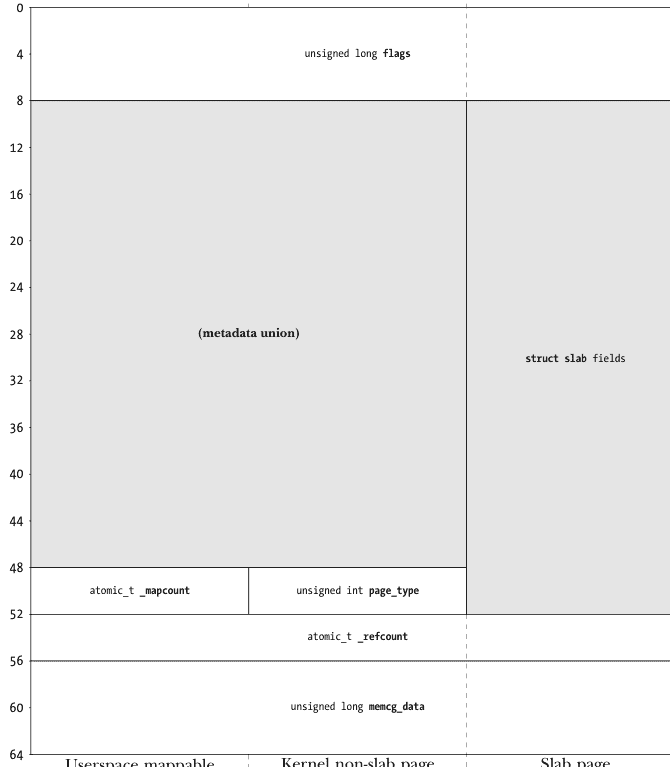 0
unsigned long flags
4
8
12
16
20
24
(metadata union)
28
struct slab fields
32
36
40
44
48
atomic_t _mapcount
unsigned int page_type
52
atomic_t _refcount
56
unsigned long memcg_data
60
64
Userspace mappable
Kernel non-slab page
Slab page